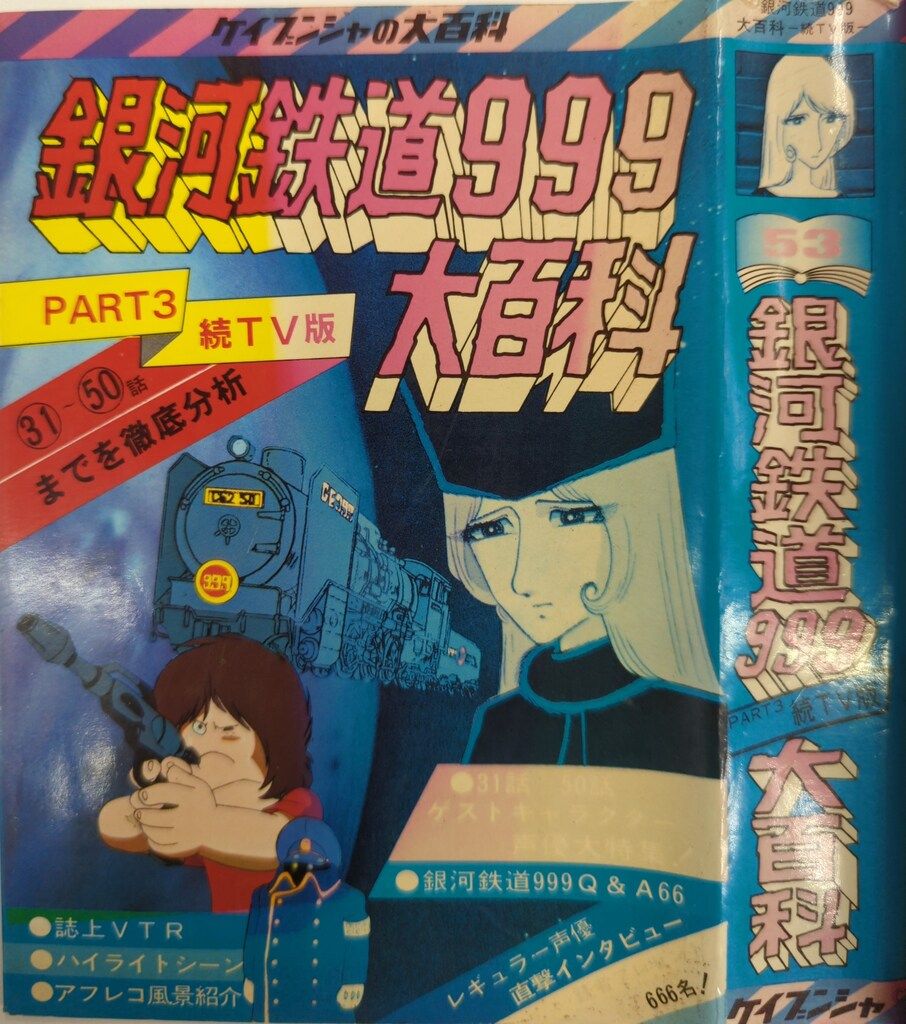 ケイブンシャの大百科
銀河鉄道999
大百科
PART3
続TV版
31~50話
までを徹底分析
C62 50
C6250
999
●31話 50話
ゲストキャラクター
声優大特集
●銀河鉄道999Q&A66
●誌上VTR
●ハイライトシーン
●アフレコ風景紹介
レギュラー声優
直撃インタビュー
666名!
銀河鉄道999
大百科―続TV版―
53
銀河鉄道999
PART3 続TV版
大百科
ケイブンシャ